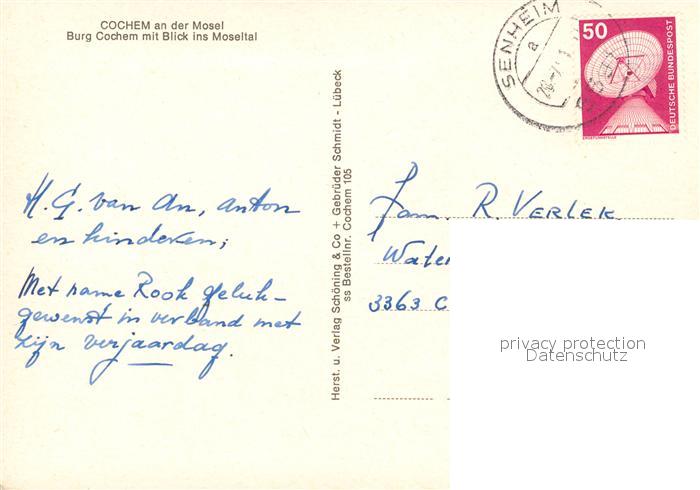 COCHEM an der Mosel
Burg Cochem mit Blick ins Moseltal
H. G. van An, Anton
en kinderen;
Met name Rook geluk-
gewenst in verband met
zijn verjaardag.
Herst. u. Verlag Schöning & Co + Gebrüder Schmidt - Lübeck
ss Bestellnr. Cochem 105
SENHEIM
a
50
DEUTSCHE BUNDESPOST
ERDEFUNKSTELLE
Fam. R. VERLEK.
Water
3363 C
privacy protection
Datenschutz